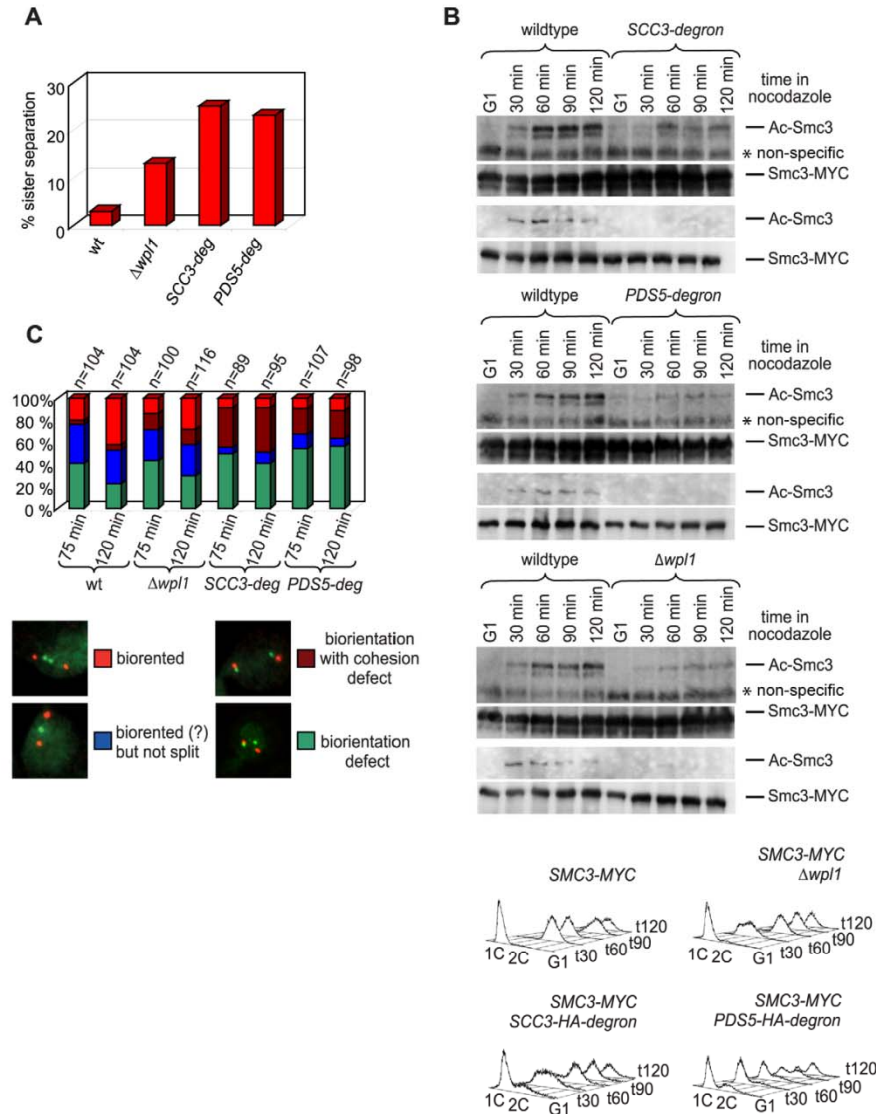 A
30
20
10
0
% sister separation
wt
Δwpl1
SCC3-deg
PDS5-deg
C
n=104
n=104
n=100
n=116
n=89
n=95
n=107
n=98
100%
80 %
60 %
40 %
20 %
0 %
75 min
120 min
75 min
120 min
75 min
120 min
75 min
120 min
wt
Δwpl1
SCC3-deg
PDS5-deg
biorented
biorientation
with cohesion
defect
biorented (?)
but not split
biorientation
defect
B
wildtype SCC3-degron
G1 30 min 60 min 90 min 120 min G1 30 min 60 min 90 min 120 min
time in
nocodazole
Ac-Smc3
* non-specific
Smc3-MYC
Ac-Smc3
Smc3-MYC
wildtype PDS5-degron
G1 30 min 60 min 90 min 120 min G1 30 min 60 min 90 min 120 min
time in
nocodazole
Ac-Smc3
* non-specific
Smc3-MYC
Ac-Smc3
Smc3-MYC
wildtype Δwpl1
G1 30 min 60 min 90 min 120 min G1 30 min 60 min 90 min 120 min
time in
nocodazole
Ac-Smc3
* non-specific
Smc3-MYC
Ac-Smc3
Smc3-MYC
SMC3-MYC
1C 2C G1 t30 t60 t90 t120
SMC3-MYC
Δwpl1
1C 2C G1 t30 t60 t90 t120
SMC3-MYC
SCC3-HA-degron
1C 2C G1 t30 t60 t90 t120
SMC3-MYC
PDS5-HA-degron
1C 2C G1 t30 t60 t90 t120